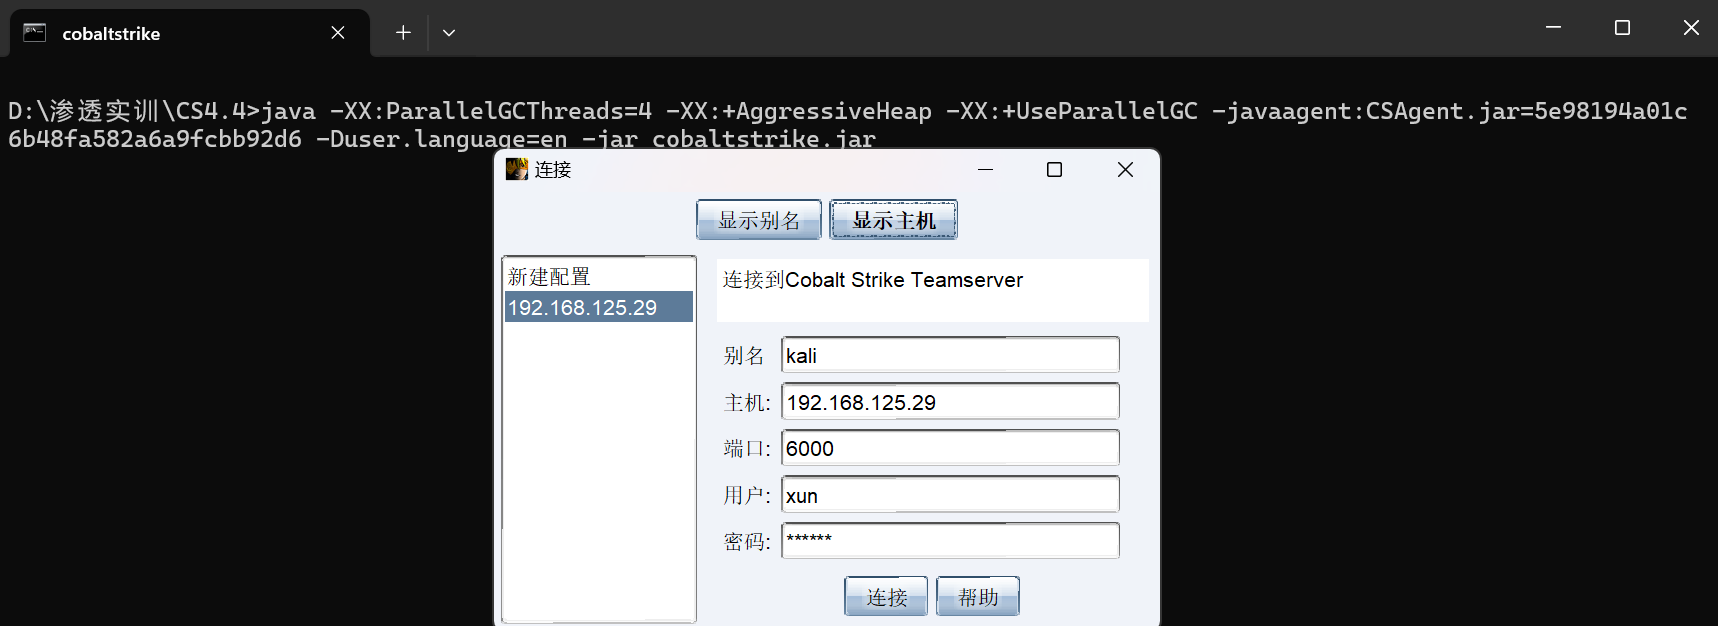 cobaltstrike
D:\渗透实训\CS4.4>java -XX:ParallelGCThreads=4 -XX:+AggressiveHeap -XX:+UseParallelGC -javaagent:CSAgent.jar=5e98194a01c
6b48fa582a6a9fcbb92d6 -Duser.language=en -jar cobaltstrike.jar
连接
显示别名 显示主机
新建配置
192.168.125.29
连接到Cobalt Strike Teamserver
别名 kali
主机: 192.168.125.29
端口: 6000
用户: xun
密码: ******
连接 帮助